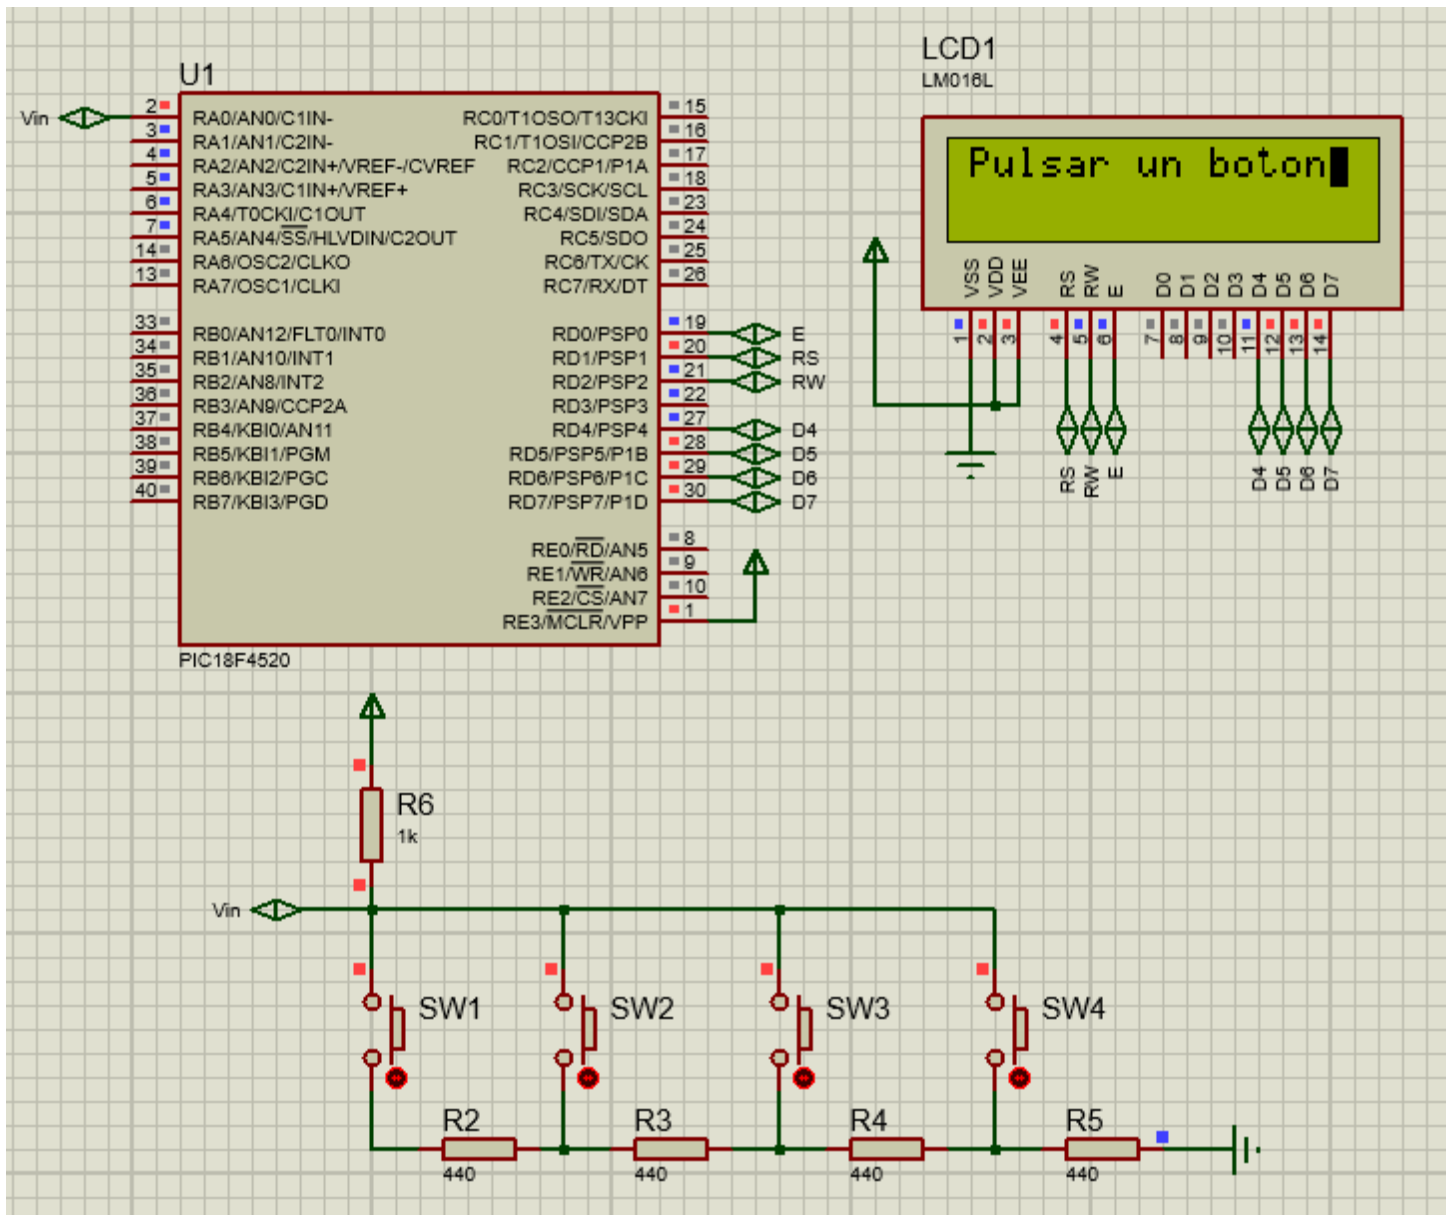 U1
PIC18F4520
Vin
2 RA0/AN0/C1IN-
3 RA1/AN1/C2IN-
4 RA2/AN2/C2IN+/VREF-/CVREF
5 RA3/AN3/C1IN+/VREF+
6 RA4/T0CKI/C1OUT
7 RA5/AN4/SS/HLVDIN/C2OUT
14 RA6/OSC2/CLKO
13 RA7/OSC1/CLKI
33 RB0/AN12/FLT0/INT0
34 RB1/AN10/INT1
35 RB2/AN8/INT2
36 RB3/AN9/CCP2A
37 RB4/KBI0/AN11
38 RB5/KBI1/PGM
39 RB6/KBI2/PGC
40 RB7/KBI3/PGD
RC0/T1OSO/T13CKI 15
RC1/T1OSI/CCP2B 16
RC2/CCP1/P1A 17
RC3/SCK/SCL 18
RC4/SDI/SDA 23
RC5/SDO 24
RC6/TX/CK 25
RC7/RX/DT 26
RD0/PSP0 19 E
RD1/PSP1 20 RS
RD2/PSP2 21 RW
RD3/PSP3 22
RD4/PSP4 27 D4
RD5/PSP5/P1B 28 D5
RD6/PSP6/P1C 29 D6
RD7/PSP7/P1D 30 D7
RE0/RD/AN5 8
RE1/WR/AN6 9
RE2/CS/AN7 10
RE3/MCLR/VPP 1
LCD1
LM016L
Pulsar un boton
VSS VDD VEE RS RW E D0 D1 D2 D3 D4 D5 D6 D7
1 2 3 4 5 6 7 8 9 10 11 12 13 14
RS RW E D4 D5 D6 D7
R6
1k
Vin
SW1 SW2 SW3 SW4
R2 R3 R4 R5
440 440 440 440